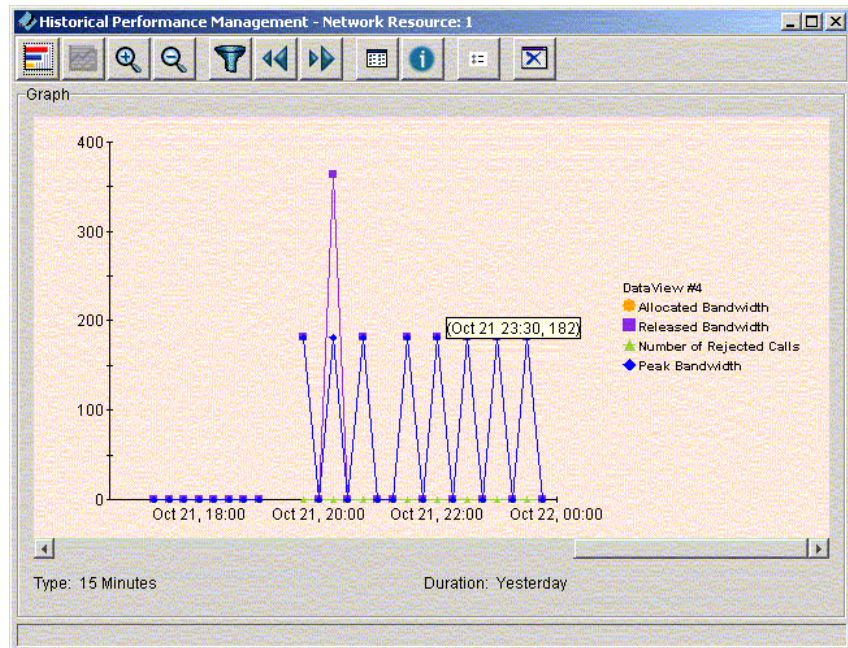 Historical Performance Management - Network Resource: 1
Graph
400
300
200
100
0
(Oct 21 23:30, 182)
Oct 21, 18:00
Oct 21, 20:00
Oct 21, 22:00
Oct 22, 00:00
DataView #4
Allocated Bandwidth
Released Bandwidth
Number of Rejected Calls
Peak Bandwidth
Type: 15 Minutes
Duration: Yesterday